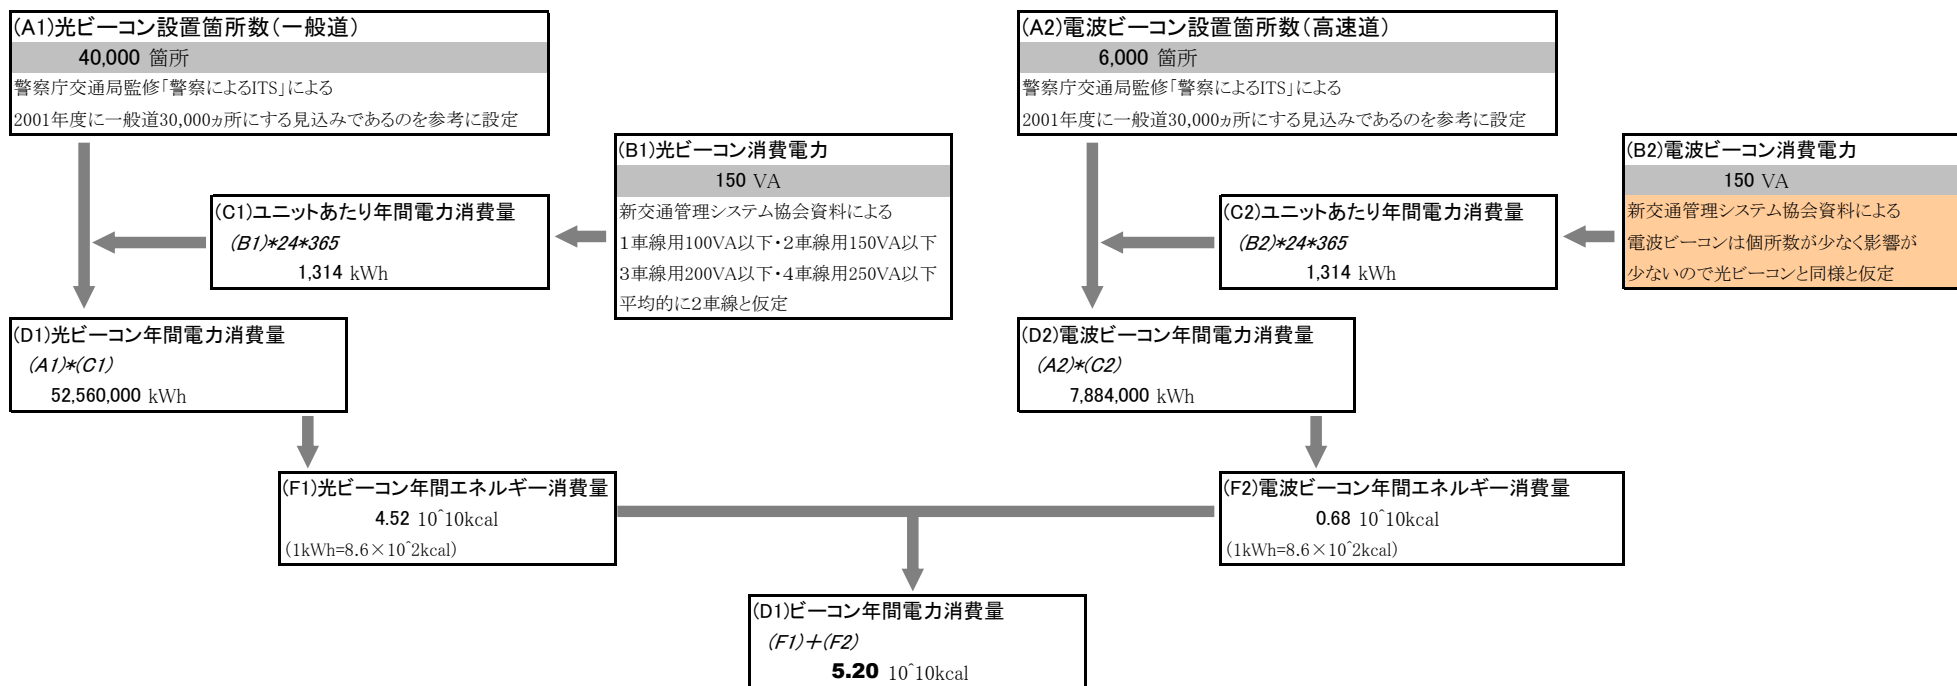 (A1)光ビーコン設置箇所数(一般道)
40,000 箇所
警察庁交通局監修「警察によるITS」による
2001年度に一般道30,000ヵ所にする見込みであるのを参考に設定
(A2)電波ビーコン設置箇所数(高速道)
6,000 箇所
警察庁交通局監修「警察によるITS」による
2001年度に一般道30,000ヵ所にする見込みであるのを参考に設定
(B1)光ビーコン消費電力
150 VA
新交通管理システム協会資料による
1車線用100VA以下・2車線用150VA以下
3車線用200VA以下・4車線用250VA以下
平均的に2車線と仮定
(B2)電波ビーコン消費電力
150 VA
新交通管理システム協会資料による
電波ビーコンは個所数が少なく影響が
少ないので光ビーコンと同様と仮定
(C1)ユニットあたり年間電力消費量
(B1)*24*365
1,314 kWh
(C2)ユニットあたり年間電力消費量
(B2)*24*365
1,314 kWh
(D1)光ビーコン年間電力消費量
(A1)*(C1)
52,560,000 kWh
(D2)電波ビーコン年間電力消費量
(A2)*(C2)
7,884,000 kWh
(F1)光ビーコン年間エネルギー消費量
4.52 10^10kcal
(1kWh=8.6×10^2kcal)
(F2)電波ビーコン年間エネルギー消費量
0.68 10^10kcal
(1kWh=8.6×10^2kcal)
(D1)ビーコン年間電力消費量
(F1)+(F2)
5.20 10^10kcal